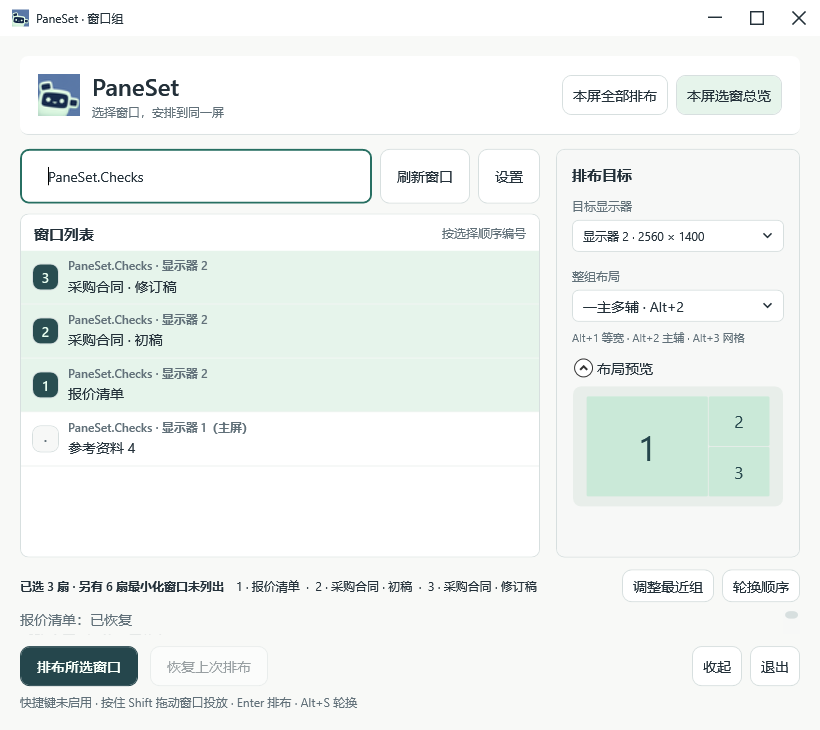 PaneSet · 窗口组
PaneSet
选择窗口，安排到同一屏
本屏全部排布
本屏选窗总览
PaneSet.Checks
刷新窗口
设置
窗口列表
按选择顺序编号
3
PaneSet.Checks · 显示器 2
采购合同 · 修订稿
2
PaneSet.Checks · 显示器 2
采购合同 · 初稿
1
PaneSet.Checks · 显示器 2
报价清单
·
PaneSet.Checks · 显示器 1（主屏）
参考资料 4
排布目标
目标显示器
显示器 2 · 2560 × 1400
整组布局
一主多辅 · Alt+2
Alt+1 等宽 · Alt+2 主辅 · Alt+3 网格
布局预览
1
2
3
已选 3 扇 · 另有 6 扇最小化窗口未列出 1 · 报价清单 · 2 · 采购合同 · 初稿 · 3 · 采购合同 · 修订稿
调整最近组
轮换顺序
报价清单：已恢复
排布所选窗口
恢复上次排布
收起
退出
快捷键未启用 · 按住 Shift 拖动窗口投放 · Enter 排布 · Alt+S 轮换